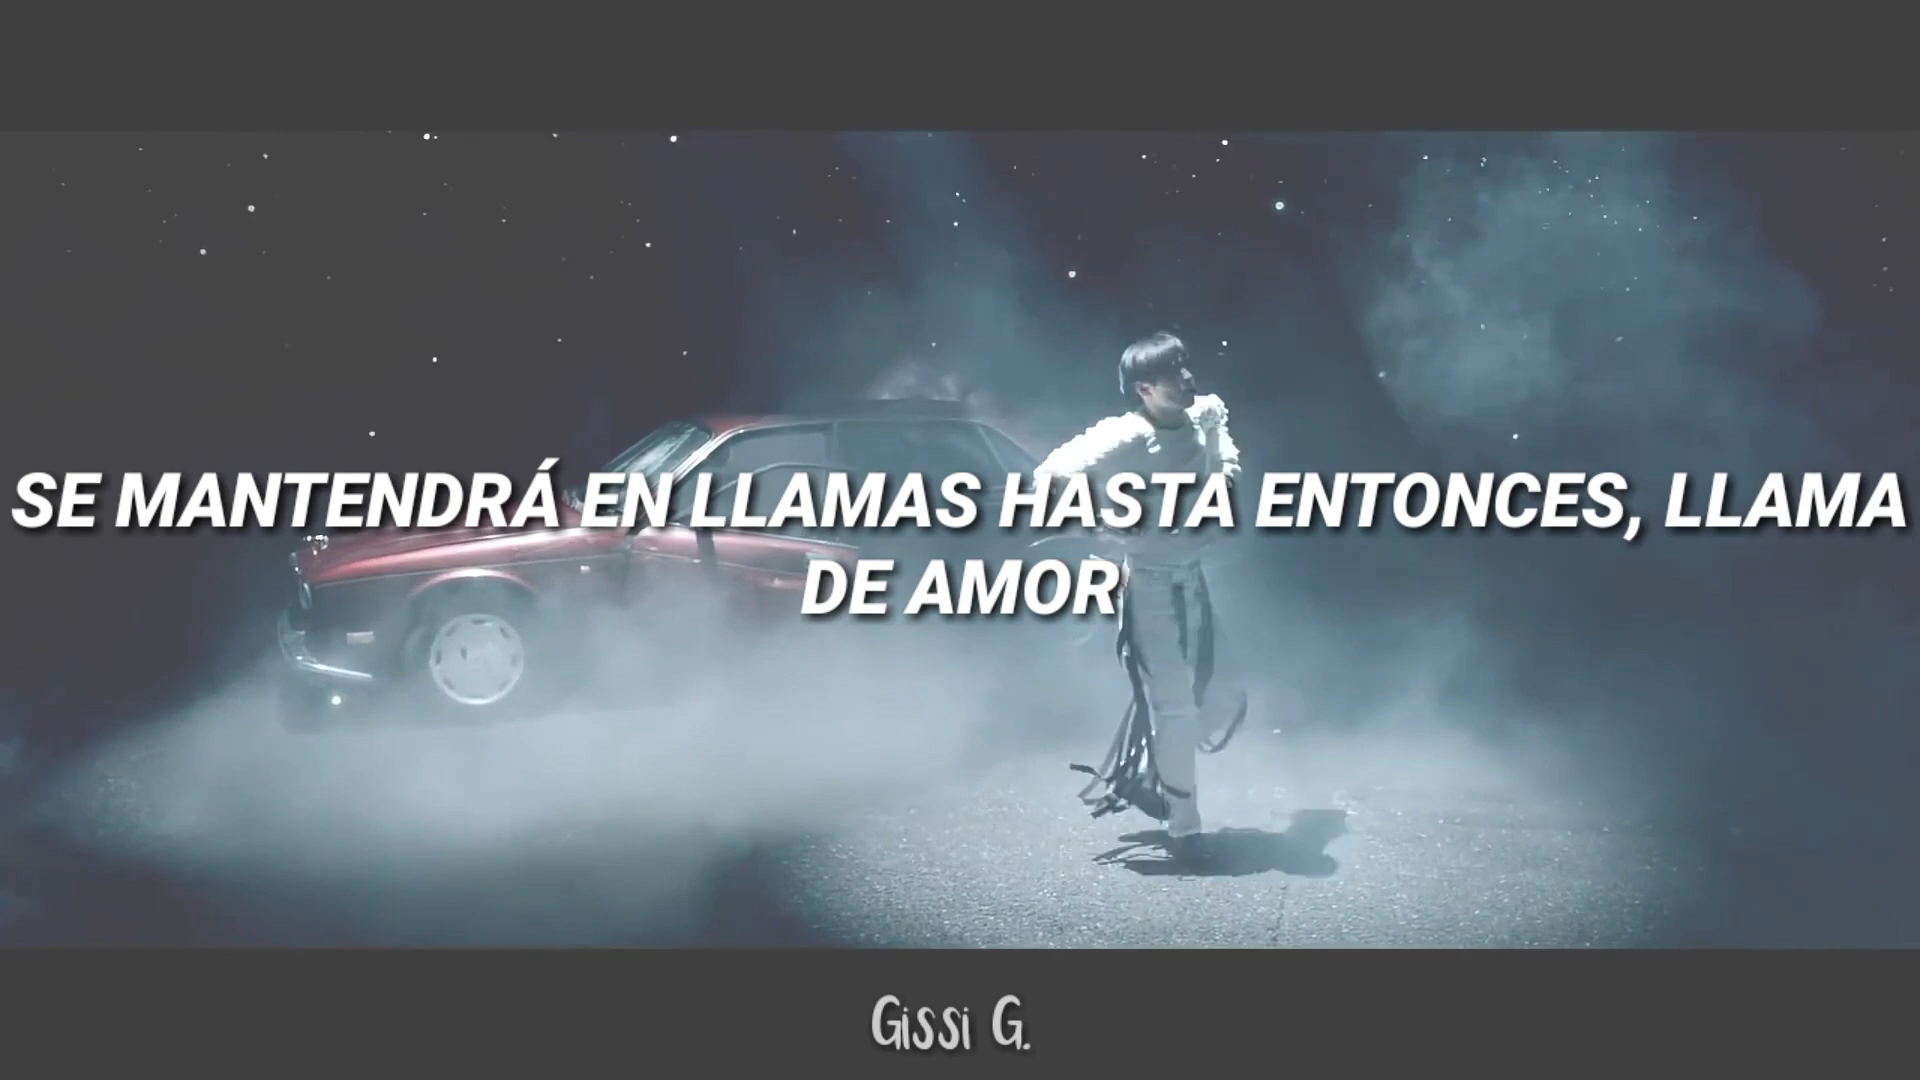 SE MANTENDRÁ EN LLAMAS HASTA ENTONCES, LLAMA
DE AMOR
Gissi G.